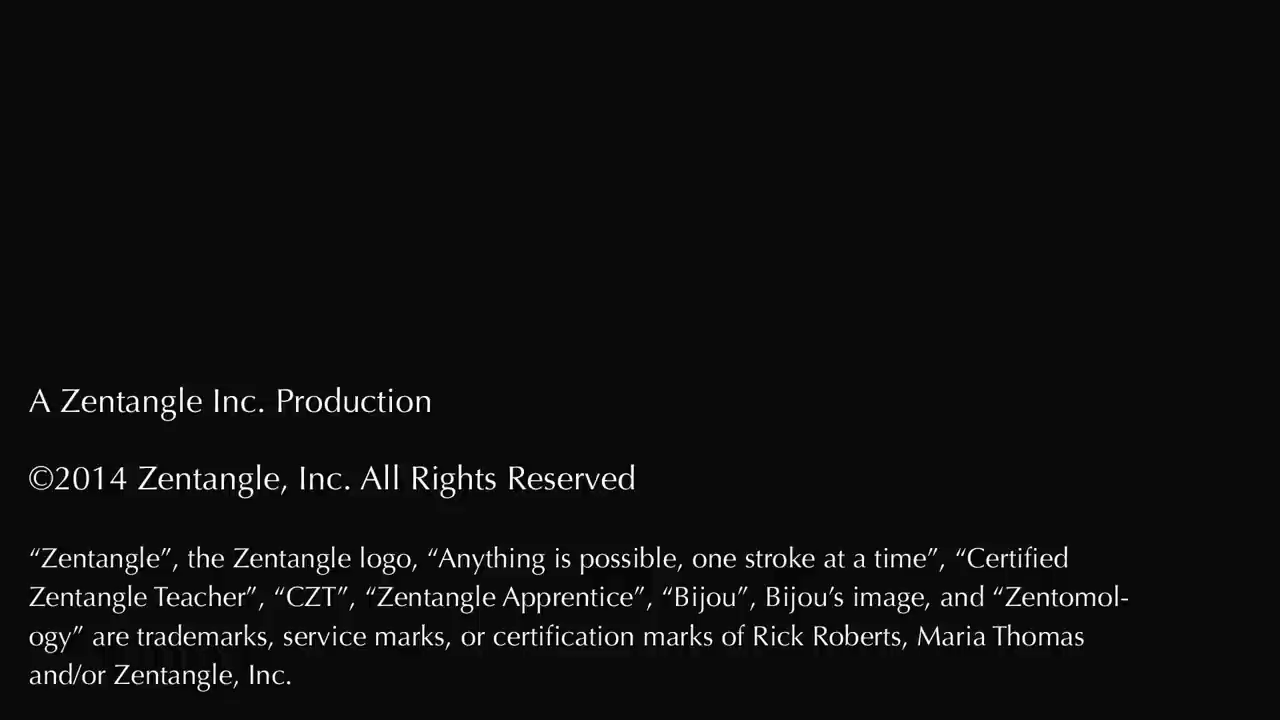 A Zentangle Inc. Production
©2014 Zentangle, Inc. All Rights Reserved
“Zentangle”, the Zentangle logo, “Anything is possible, one stroke at a time”, “Certified
Zentangle Teacher”, “CZT”, “Zentangle Apprentice”, “Bijou”, Bijou’s image, and “Zentomol-
ogy” are trademarks, service marks, or certification marks of Rick Roberts, Maria Thomas
and/or Zentangle, Inc.